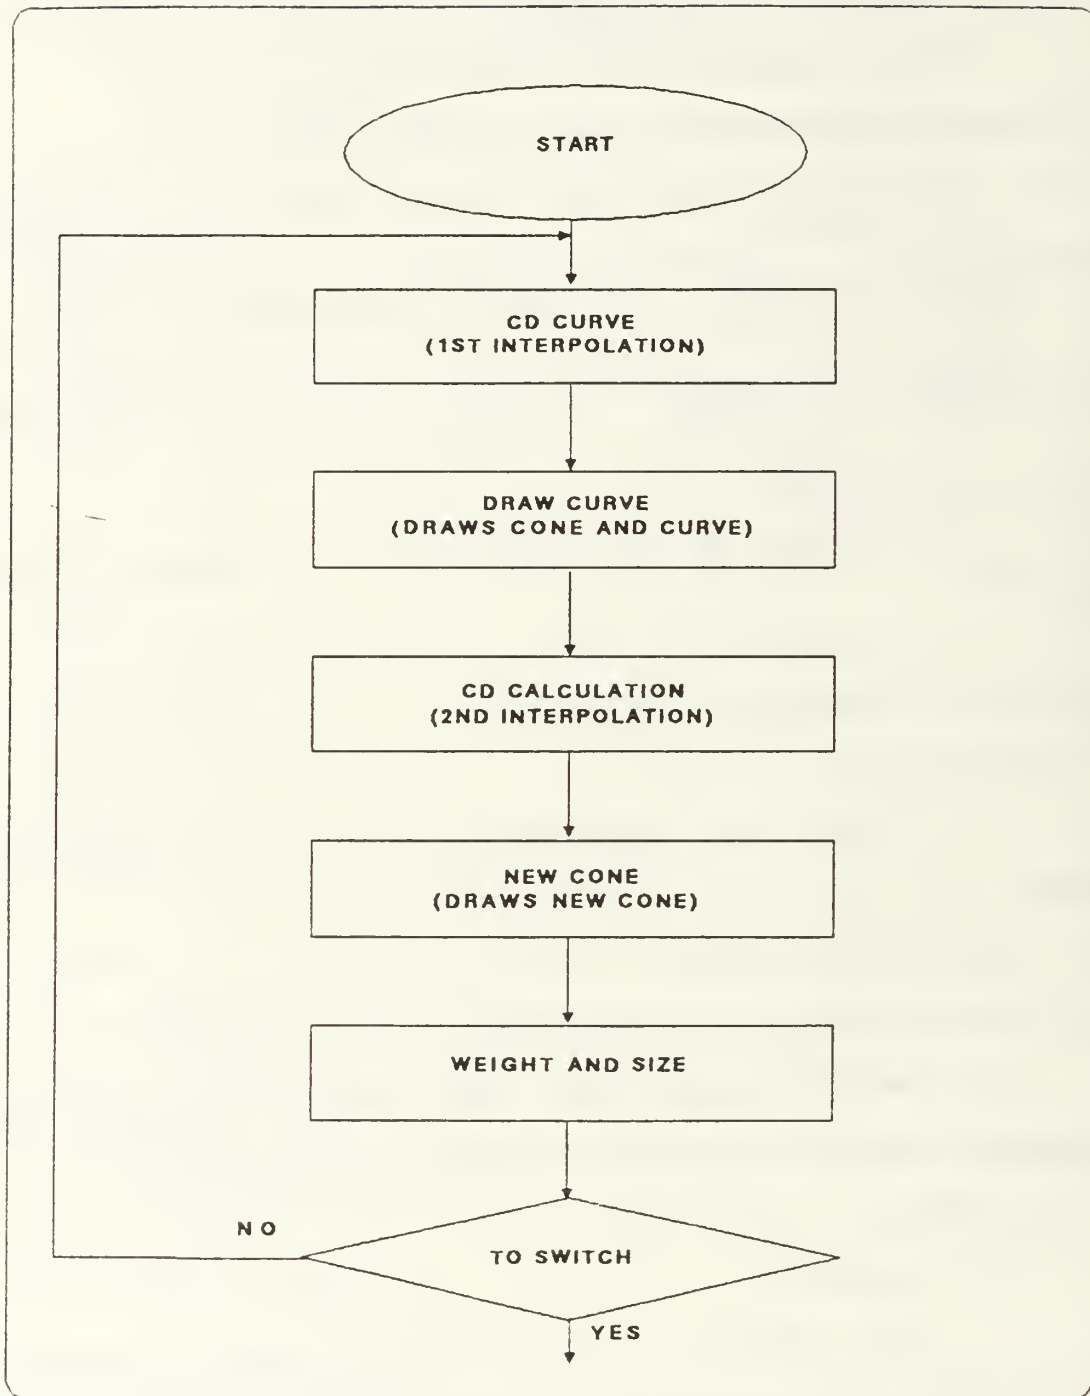 START
CD CURVE
(1ST INTERPOLATION)
DRAW CURVE
(DRAWS CONE AND CURVE)
CD CALCULATION
(2ND INTERPOLATION)
NEW CONE
(DRAWS NEW CONE)
WEIGHT AND SIZE
NO
TO SWITCH
YES